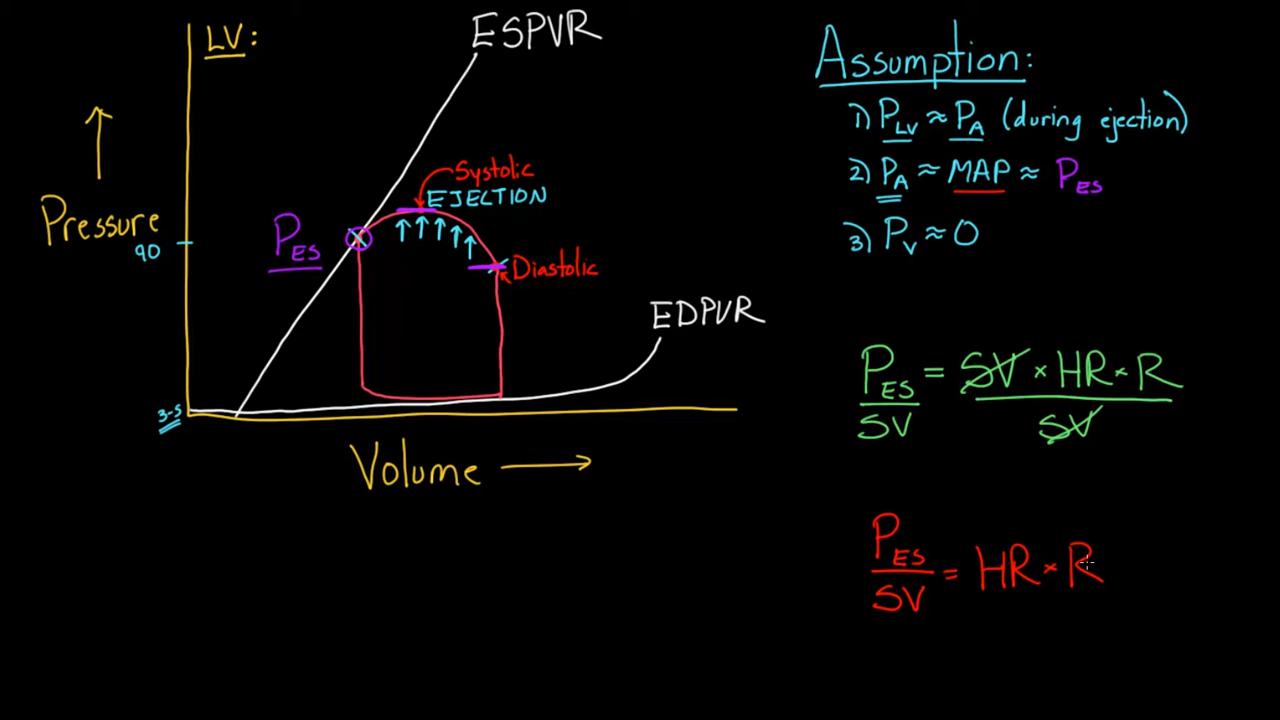 LV:
ESPVR
Pressure
90
3-5
PES
Systolic
EJECTION
Diastolic
EDPVR
Volume
Assumption:
1) PLV ≈ PA (during ejection)
2) PA ≈ MAP ≈ PES
3) PV ≈ 0
PES = SV × HR × R
SV SV
PES = HR × R
SV